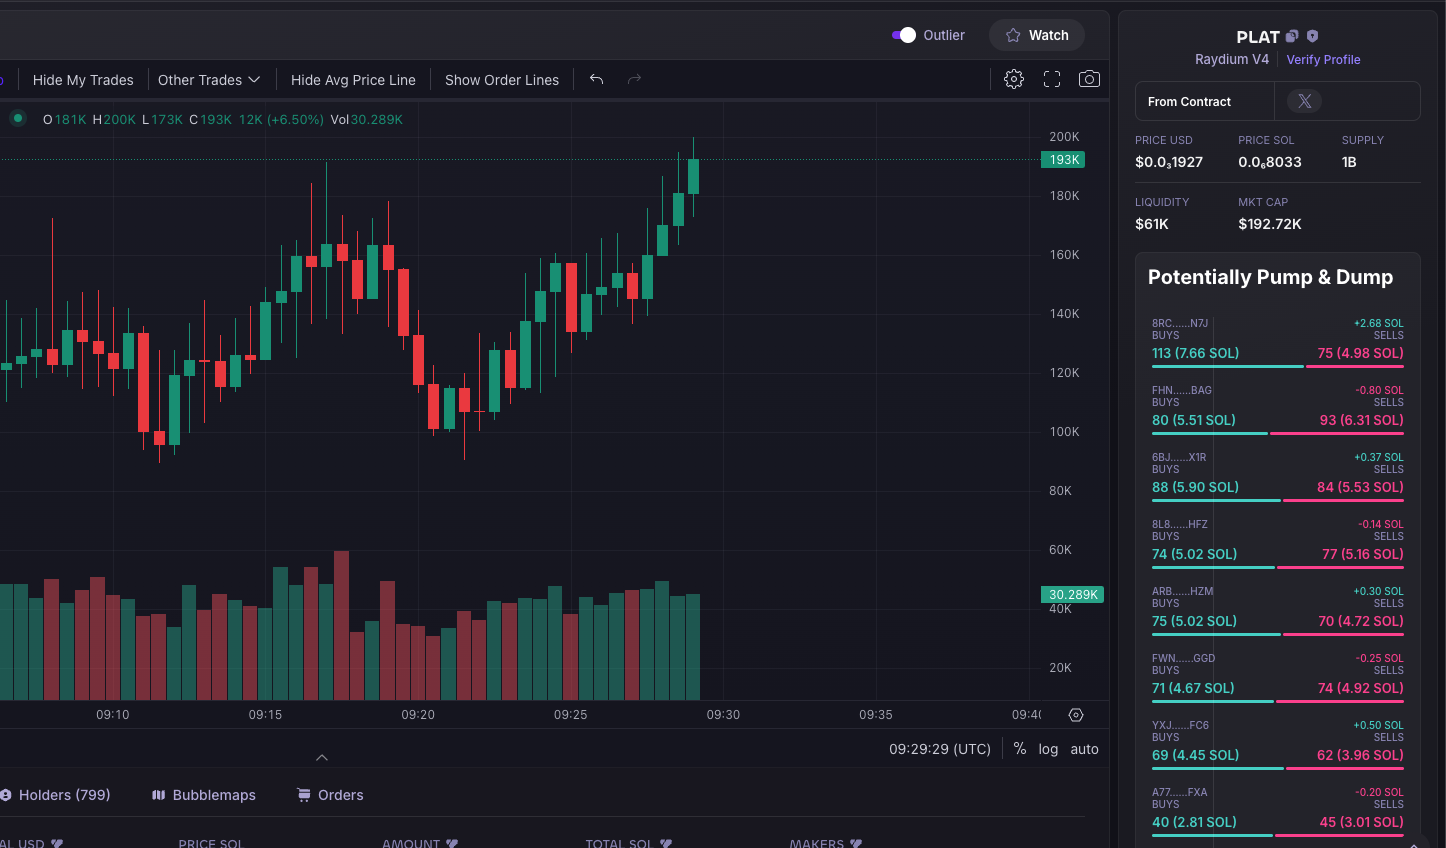 Outlier
Watch
Hide My Trades
Other Trades
Hide Avg Price Line
Show Order Lines
O181K H200K L173K C193K 12K (+6.50%) Vol30.289K
200K
193K
180K
160K
140K
120K
100K
80K
60K
30.289K
40K
20K
09:10
09:15
09:20
09:25
09:30
09:35
09:29:29 (UTC)
%
log
auto
Holders (799)
Bubblemaps
Orders
AL USD
PRICE SOL
AMOUNT
TOTAL SOL
MAKERS
PLAT
Raydium V4
Verify Profile
From Contract
X
PRICE USD
PRICE SOL
SUPPLY
$0.0₃1927
0.0₆8033
1B
LIQUIDITY
MKT CAP
$61K
$192.72K
Potentially Pump & Dump
8RC......N7J
+2.68 SOL
BUYS
SELLS
113 (7.66 SOL)
75 (4.98 SOL)
FHN......BAG
-0.80 SOL
BUYS
SELLS
80 (5.51 SOL)
93 (6.31 SOL)
6BJ......X1R
+0.37 SOL
BUYS
SELLS
88 (5.90 SOL)
84 (5.53 SOL)
8L8......HFZ
-0.14 SOL
BUYS
SELLS
74 (5.02 SOL)
77 (5.16 SOL)
ARB......HZM
+0.30 SOL
BUYS
SELLS
75 (5.02 SOL)
70 (4.72 SOL)
FWN......GGD
-0.25 SOL
BUYS
SELLS
71 (4.67 SOL)
74 (4.92 SOL)
YXJ......FC6
+0.50 SOL
BUYS
SELLS
69 (4.45 SOL)
62 (3.96 SOL)
A77......FXA
-0.20 SOL
BUYS
SELLS
40 (2.81 SOL)
45 (3.01 SOL)